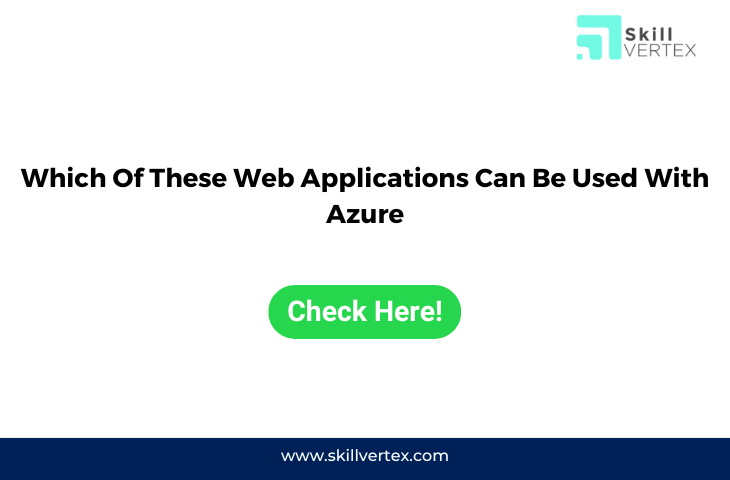 Skill
VERTEX
Which Of These Web Applications Can Be Used With
Azure
Check Here!
www.skillvertex.com